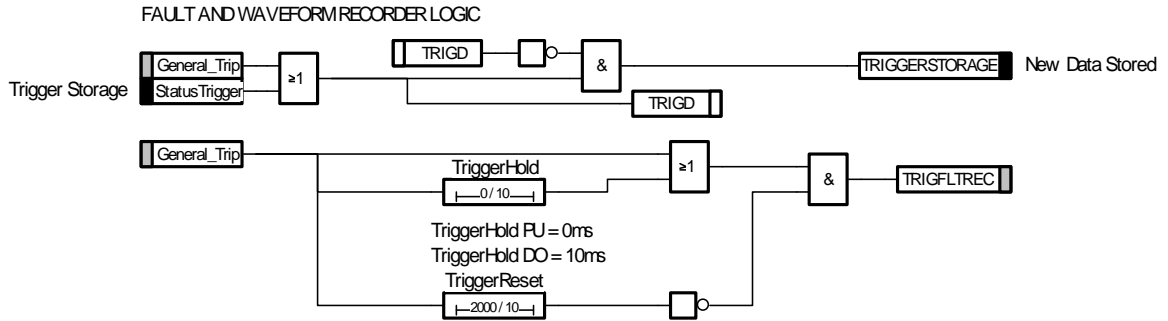 FAULT AND WAVEFORM RECORDER LOGIC
TRIGD
&
General_Trip
≥1
TRIGGERSTORAGE
New Data Stored
Trigger Storage
StatusTrigger
TRIGD
General_Trip
TriggerHold
≥1
0 / 10
&
TRIGFLTREC
TriggerHold PU = 0ms
TriggerHold DO = 10ms
TriggerReset
2000 / 10